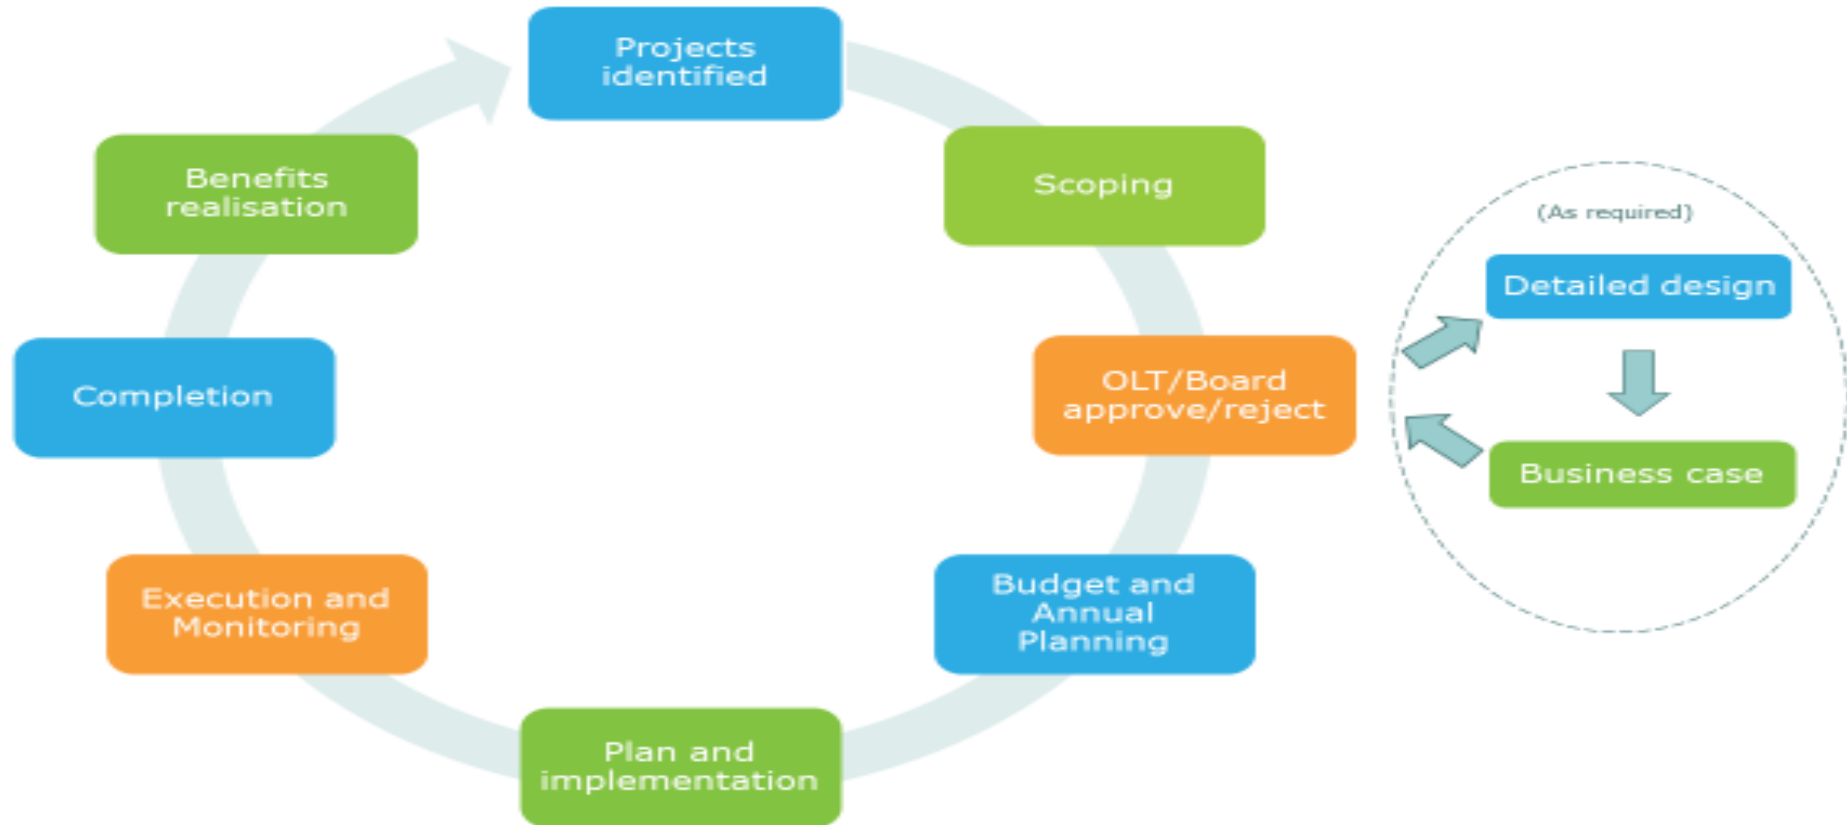 Projects
identified
Scoping
OLT/Board
approve/reject
(As required)
Detailed design
Business case
Budget and
Annual
Planning
Plan and
implementation
Execution and
Monitoring
Completion
Benefits
realisation